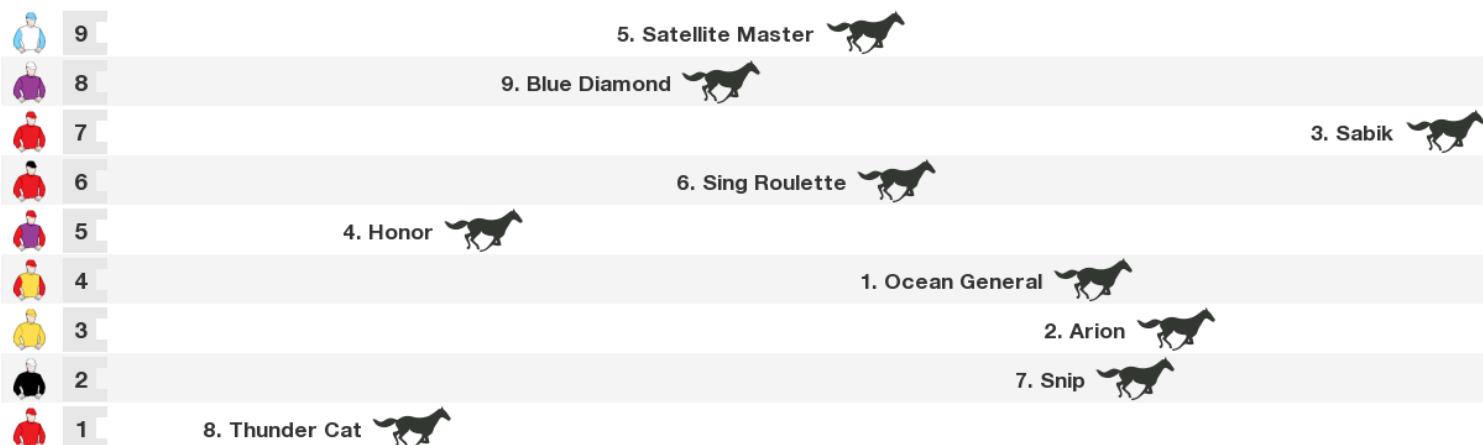 9 5. Satellite Master
8 9. Blue Diamond
7 3. Sabik
6 6. Sing Roulette
5 4. Honor
4 1. Ocean General
3 2. Arion
2 7. Snip
1 8. Thunder Cat